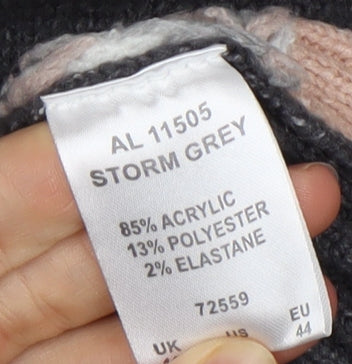 AL 11505
STORM GREY
85% ACRYLIC
13% POLYESTER
2% ELASTANE
72559
UK US EU
44